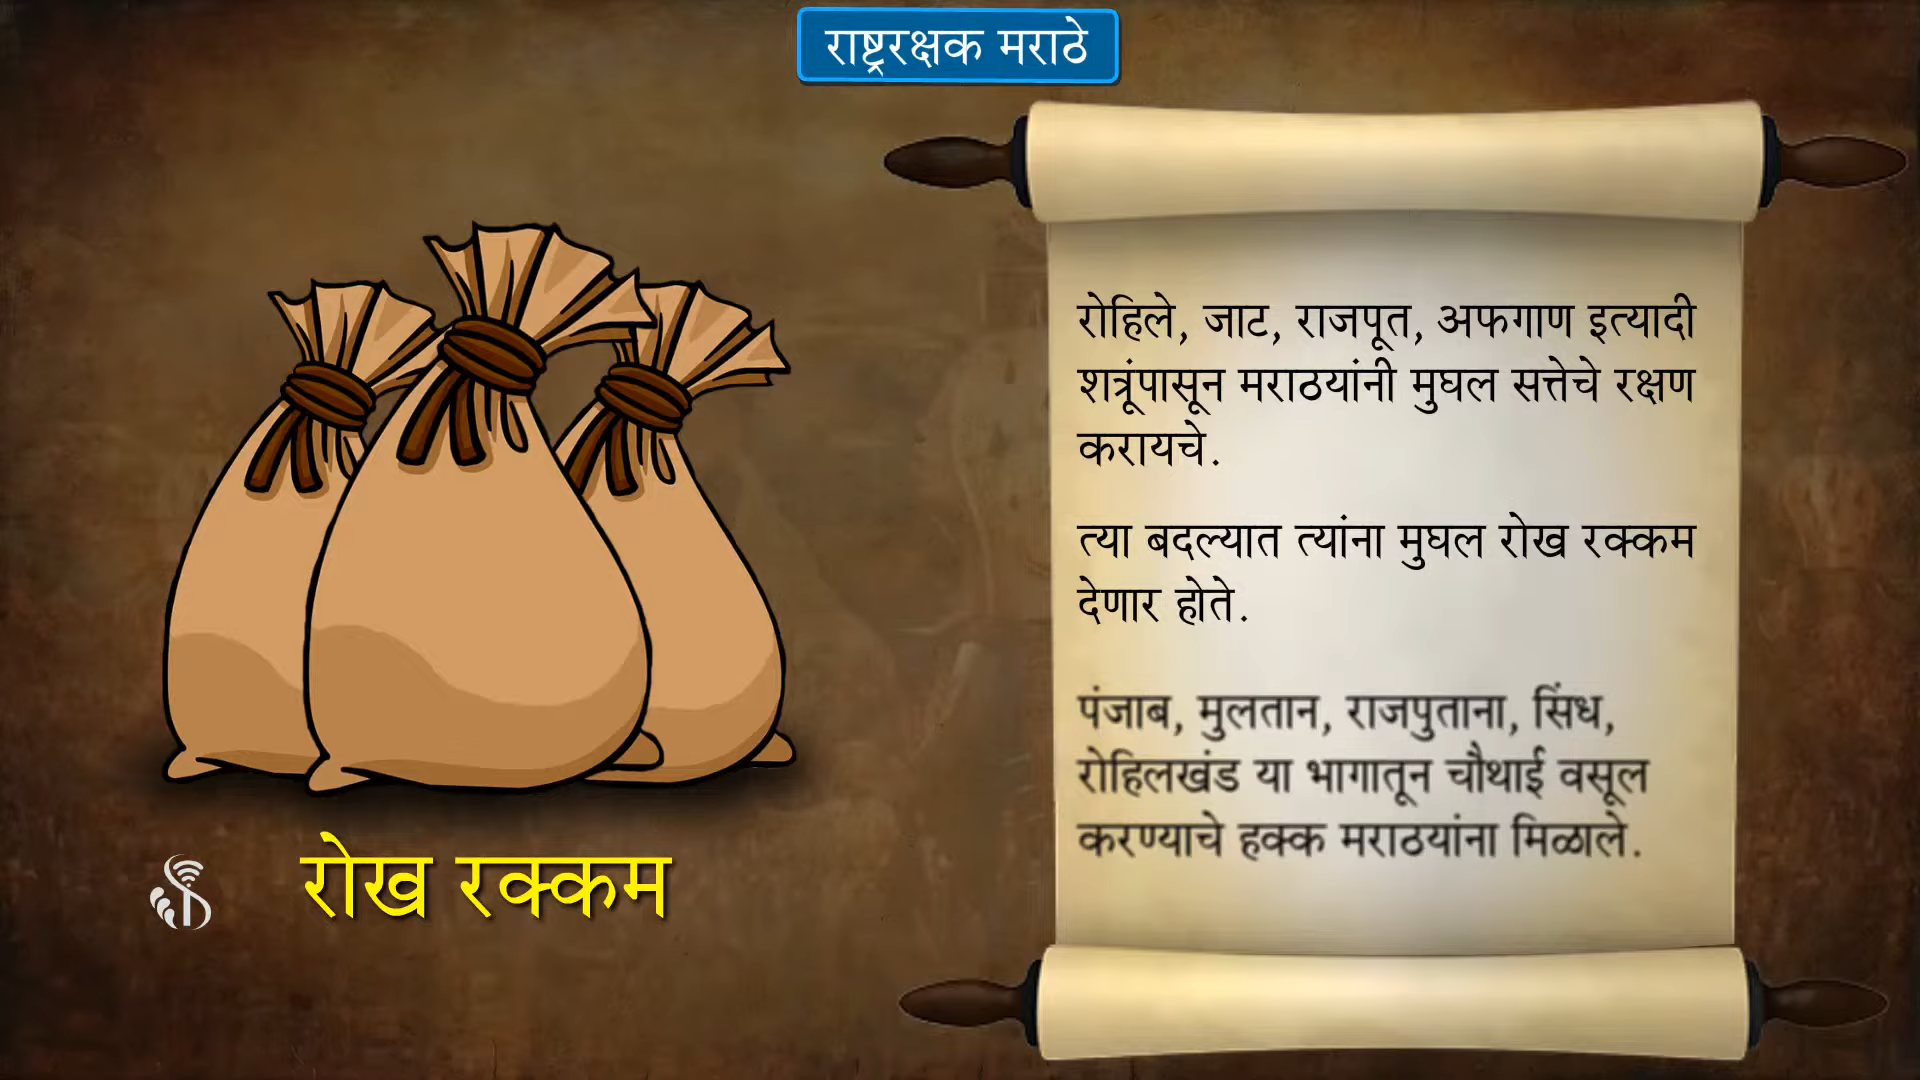 राष्ट्ररक्षक मराठे
रोहिले, जाट, राजपूत, अफगाण इत्यादी
शत्रूंपासून मराठयांनी मुघल सत्तेचे रक्षण
करायचे.
त्या बदल्यात त्यांना मुघल रोख रक्कम
देणार होते.
पंजाब, मुलतान, राजपुताना, सिंध,
रोहिलखंड या भागातून चौथाई वसूल
करण्याचे हक्क मराठयांना मिळाले.
रोख रक्कम